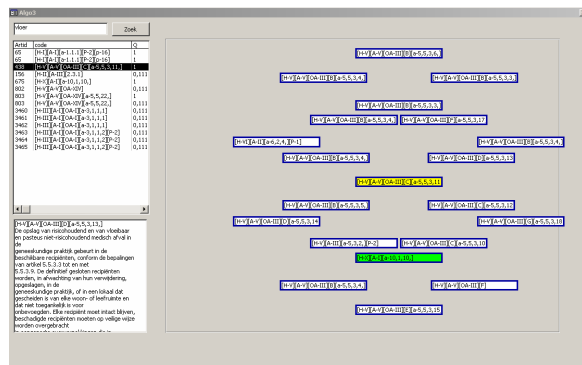 Algo3
vloer
Zoek
Artid code Q
65 [H-I][A-I][a-1.1.1][P-2][p-16] 1
65 [H-I][A-I][a-1.1.1][P-2][p-16] 1
438 [H-V][A-V][OA-III][C][a-5,5,3,11,] 1
156 [H-II][A-III][2.3.1] 0,111
675 [H-X][A-I][a-10,1,10,] 0,111
802 [H-V][A-V][OA-XIV] 0,111
803 [H-V][A-V][OA-XIV][a-5,5,22,] 0,111
803 [H-V][A-V][OA-XIV][a-5,5,22,] 0,111
3460 [H-III][A-I][OA-I][a-3,1,1,1] 0,111
3461 [H-III][A-I][OA-I][a-3,1,1,1] 0,111
3462 [H-III][A-I][OA-I][a-3,1,1,1] 0,111
3463 [H-III][A-I][OA-I][a-3,1,1,2][P-2] 0,111
3464 [H-III][A-I][OA-I][a-3,1,1,2][P-2] 0,111
3465 [H-III][A-I][OA-I][a-3,1,1,2][P-2] 0,111
[H-V][A-V][OA-III][D][a-5,5,3,13,]
De opslag van risicohoudend en van vloeibaar
en pasteus niet-risicohoudend medisch afval in
de
geneeskundige praktijk gebeurt in de
beschikbare recipiënten, conform de bepalingen
van artikel 5.5.3.3 tot en met
5.5.3.9. De definitief gesloten recipiënten
worden, in afwachting van hun verwijdering,
opgeslagen, in de
geneeskundige praktijk, of in een lokaal dat
gescheiden is van elke woon- of leefruimte en
dat niet toegankelijk is voor
onbevoegden. Elke recipiënt moet intact blijven,
beschadigde recipiënten moeten op veilige wijze
worden overgebracht
[H-V][A-V][OA-III][B][a-5,5,3,6,]
[H-V][A-V][OA-III][B][a-5,5,3,4,] [H-V][A-V][OA-III][B][a-5,5,3,3,]
[H-V][A-V][OA-III][B][a-5,5,3,3,]
[H-V][A-V][OA-III][B][a-5,5,3,4,] [H-V][A-V][OA-III][F][a-5,5,3,17
[H-VI][A-II][a-6,2,4,][P-1] [H-V][A-V][OA-III][B][a-5,5,3,4,]
[H-V][A-V][OA-III][B][a-5,5,3,4,] [H-V][A-V][OA-III][D][a-5,5,3,13
[H-V][A-V][OA-III][C][a-5,5,3,11
[H-V][A-V][OA-III][B][a-5,5,3,5,] [H-V][A-V][OA-III][C][a-5,5,3,12
[H-V][A-V][OA-III][D][a-5,5,3,14 [H-V][A-V][OA-III][G][a-5,5,3,18
[H-V][A-III][a-5,3,2,][P-2] [H-V][A-V][OA-III][C][a-5,5,3,10
[H-X][A-I][a-10,1,10,]
[H-V][A-V][OA-III][B][a-5,5,3,4,] [H-V][A-V][OA-III][F]
[H-V][A-V][OA-III][E][a-5,5,3,15